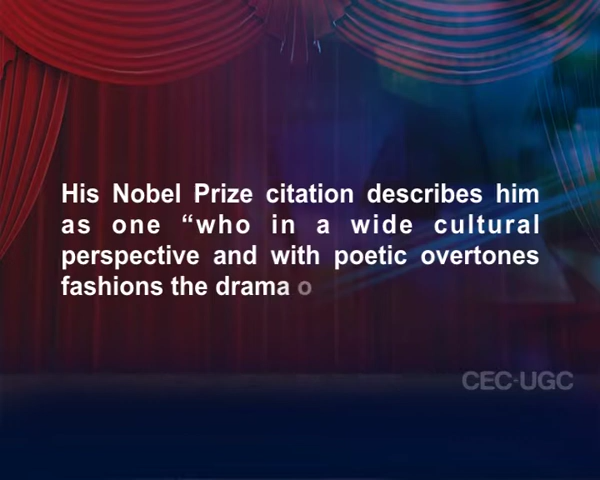 His Nobel Prize citation describes him
as one “who in a wide cultural
perspective and with poetic overtones
fashions the drama o
CEC-UGC